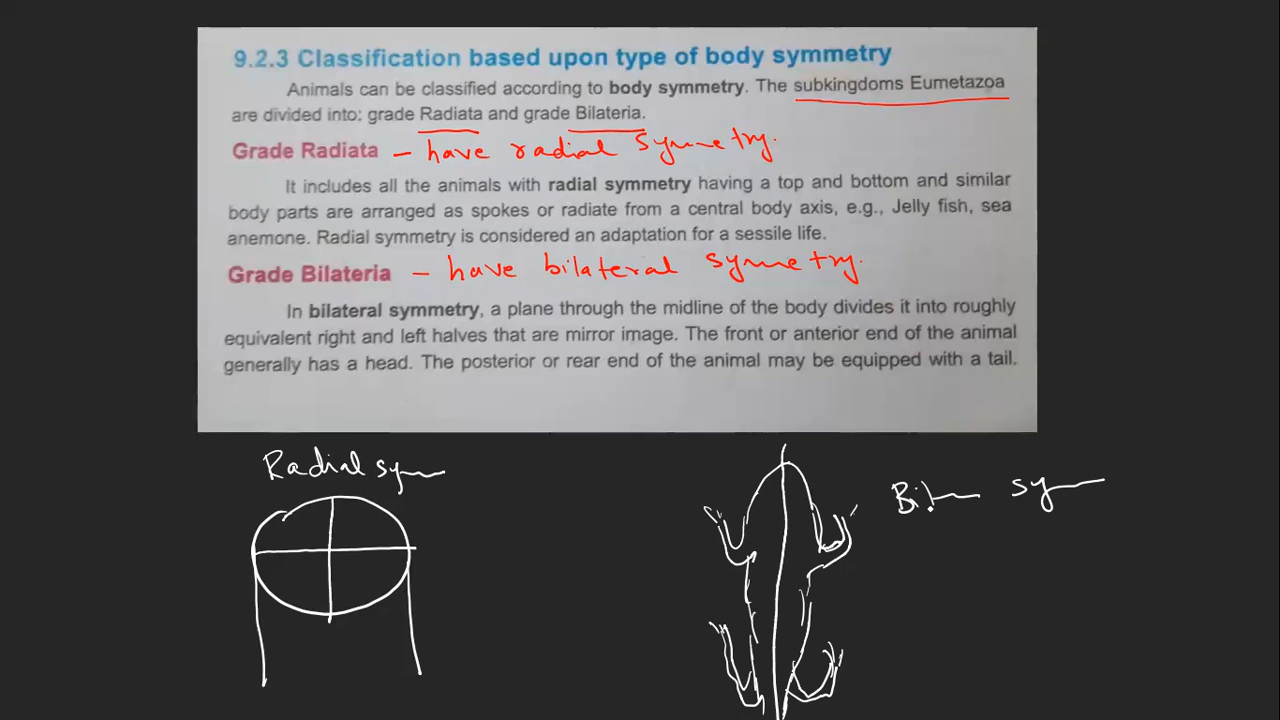 9.2.3 Classification based upon type of body symmetry
Animals can be classified according to body symmetry. The subkingdoms Eumetazoa
are divided into: grade Radiata and grade Bilateria.
Grade Radiata – have radial symmetry.
It includes all the animals with radial symmetry having a top and bottom and similar
body parts are arranged as spokes or radiate from a central body axis, e.g., Jelly fish, sea
anemone. Radial symmetry is considered an adaptation for a sessile life.
Grade Bilateria – have bilateral symmetry.
In bilateral symmetry, a plane through the midline of the body divides it into roughly
equivalent right and left halves that are mirror image. The front or anterior end of the animal
generally has a head. The posterior or rear end of the animal may be equipped with a tail.
Radial sym